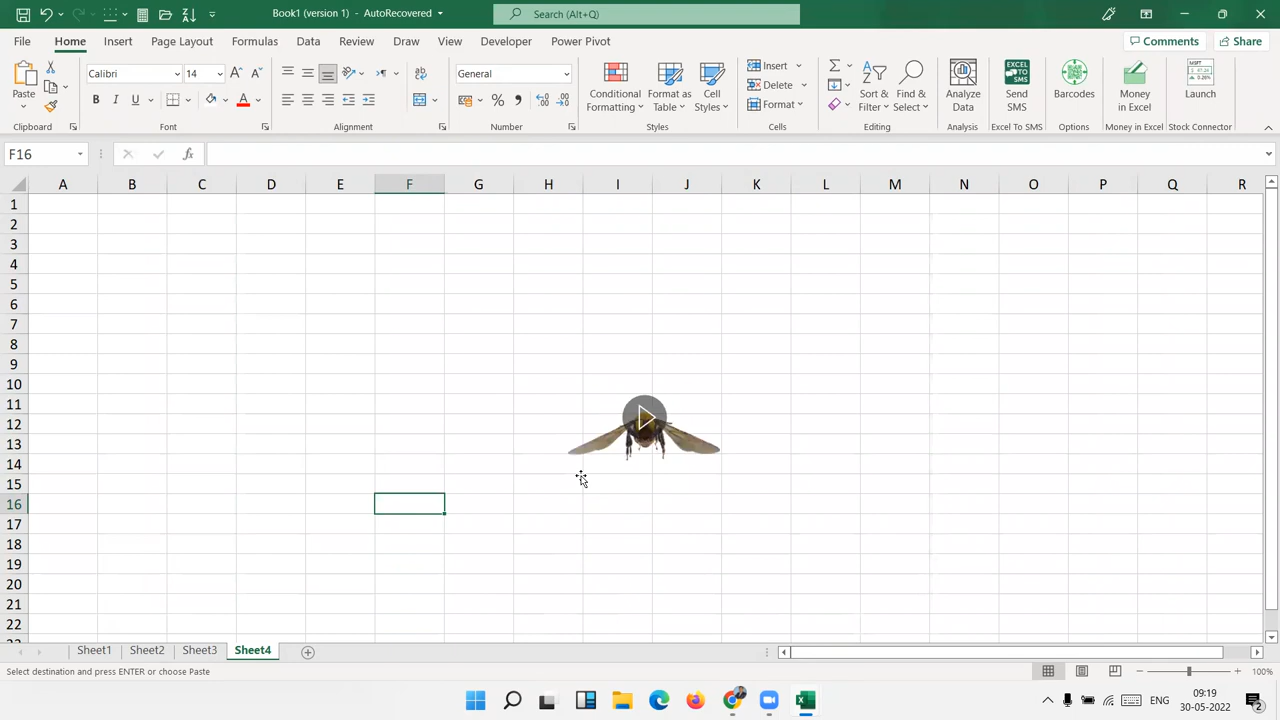 Book1 (version 1) - AutoRecovered
Search (Alt+Q)
File Home Insert Page Layout Formulas Data Review View Draw Developer Power Pivot Comments Share
Paste
Calibri 14
B I U
General
Conditional Formatting
Format as Table
Cell Styles
Insert
Delete
Format
Sort & Filter
Find & Select
Analyze Data
Excel To SMS Send SMS
Barcodes
Money in Excel
Launch
Clipboard Font Alignment Number Styles Cells Editing Analysis Excel To SMS Options Money in Excel Stock Connector
F16 fx
A B C D E F G H I J K L M N O P Q R
1
2
3
4
5
6
7
8
9
10
11
12
13
14
15
16
17
18
19
20
21
22
Sheet1 Sheet2 Sheet3 Sheet4
Select destination and press ENTER or choose Paste 100%
ENG 09:19
30-05-2022 2